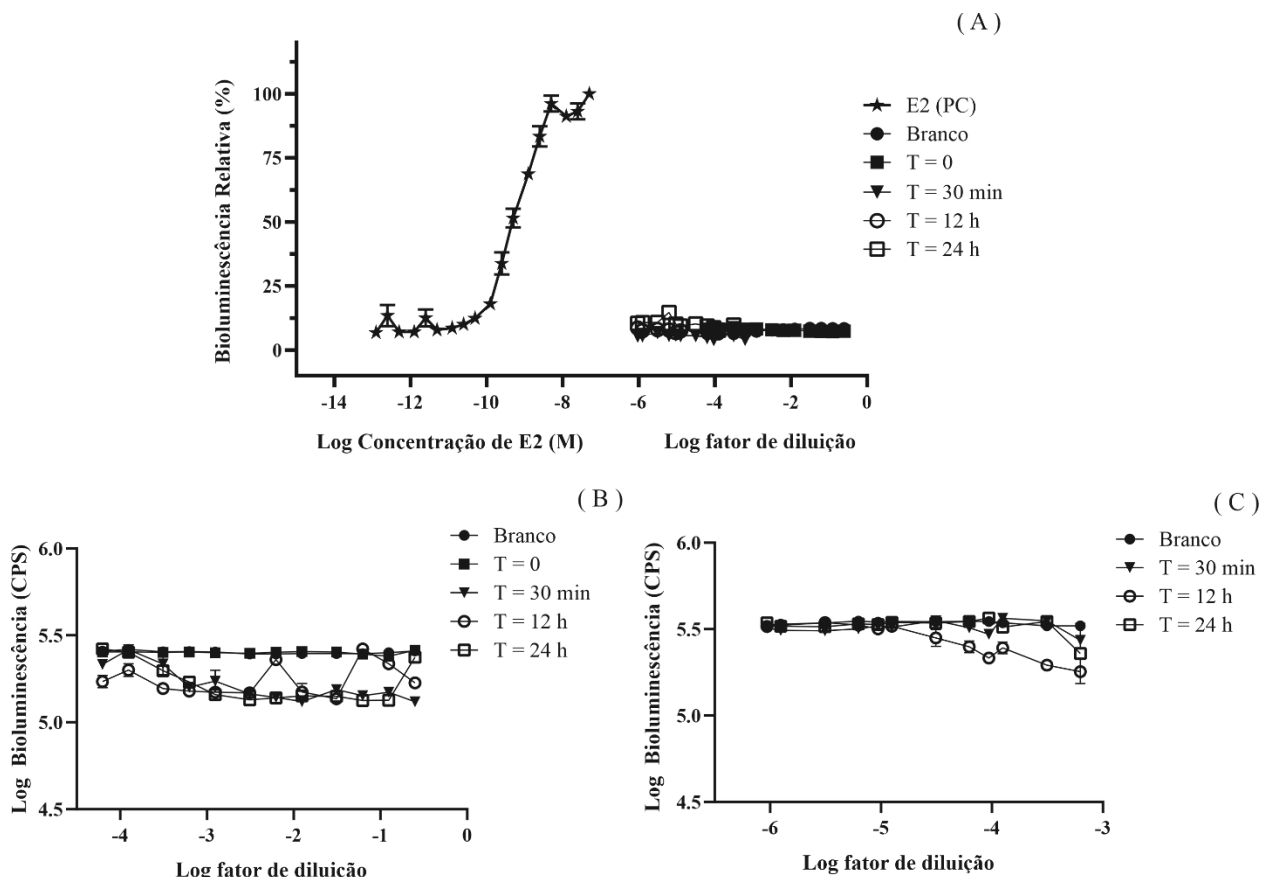 ( A )
Bioluminescência Relativa (%)
100
75
50
25
0
-14
-12
-10
-8
-6
-4
-2
0
Log Concentração de E2 (M)
Log fator de diluição
E2 (PC)
Branco
T = 0
T = 30 min
T = 12 h
T = 24 h
( B )
Log Bioluminescência (CPS)
6.0
5.5
5.0
4.5
-4
-3
-2
-1
0
Log fator de diluição
Branco
T = 0
T = 30 min
T = 12 h
T = 24 h
( C )
Log Bioluminescência (CPS)
6.0
5.5
5.0
4.5
-6
-5
-4
-3
Log fator de diluição
Branco
T = 30 min
T = 12 h
T = 24 h